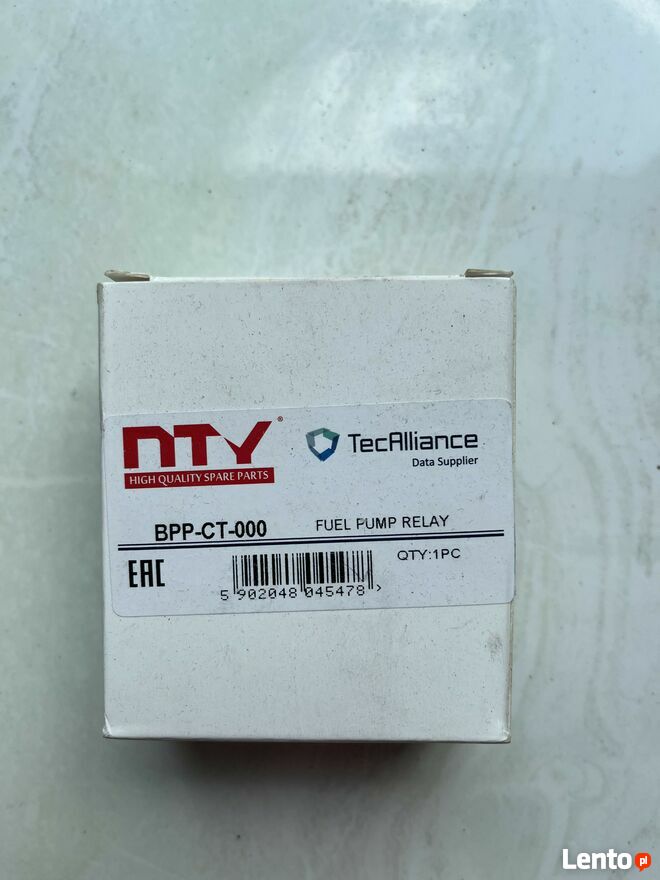 NTY®
HIGH QUALITY SPARE PARTS
TecAlliance
Data Supplier
BPP-CT-000 FUEL PUMP RELAY
EAC QTY:1PC
5 902048 045478 >
Lento.pl